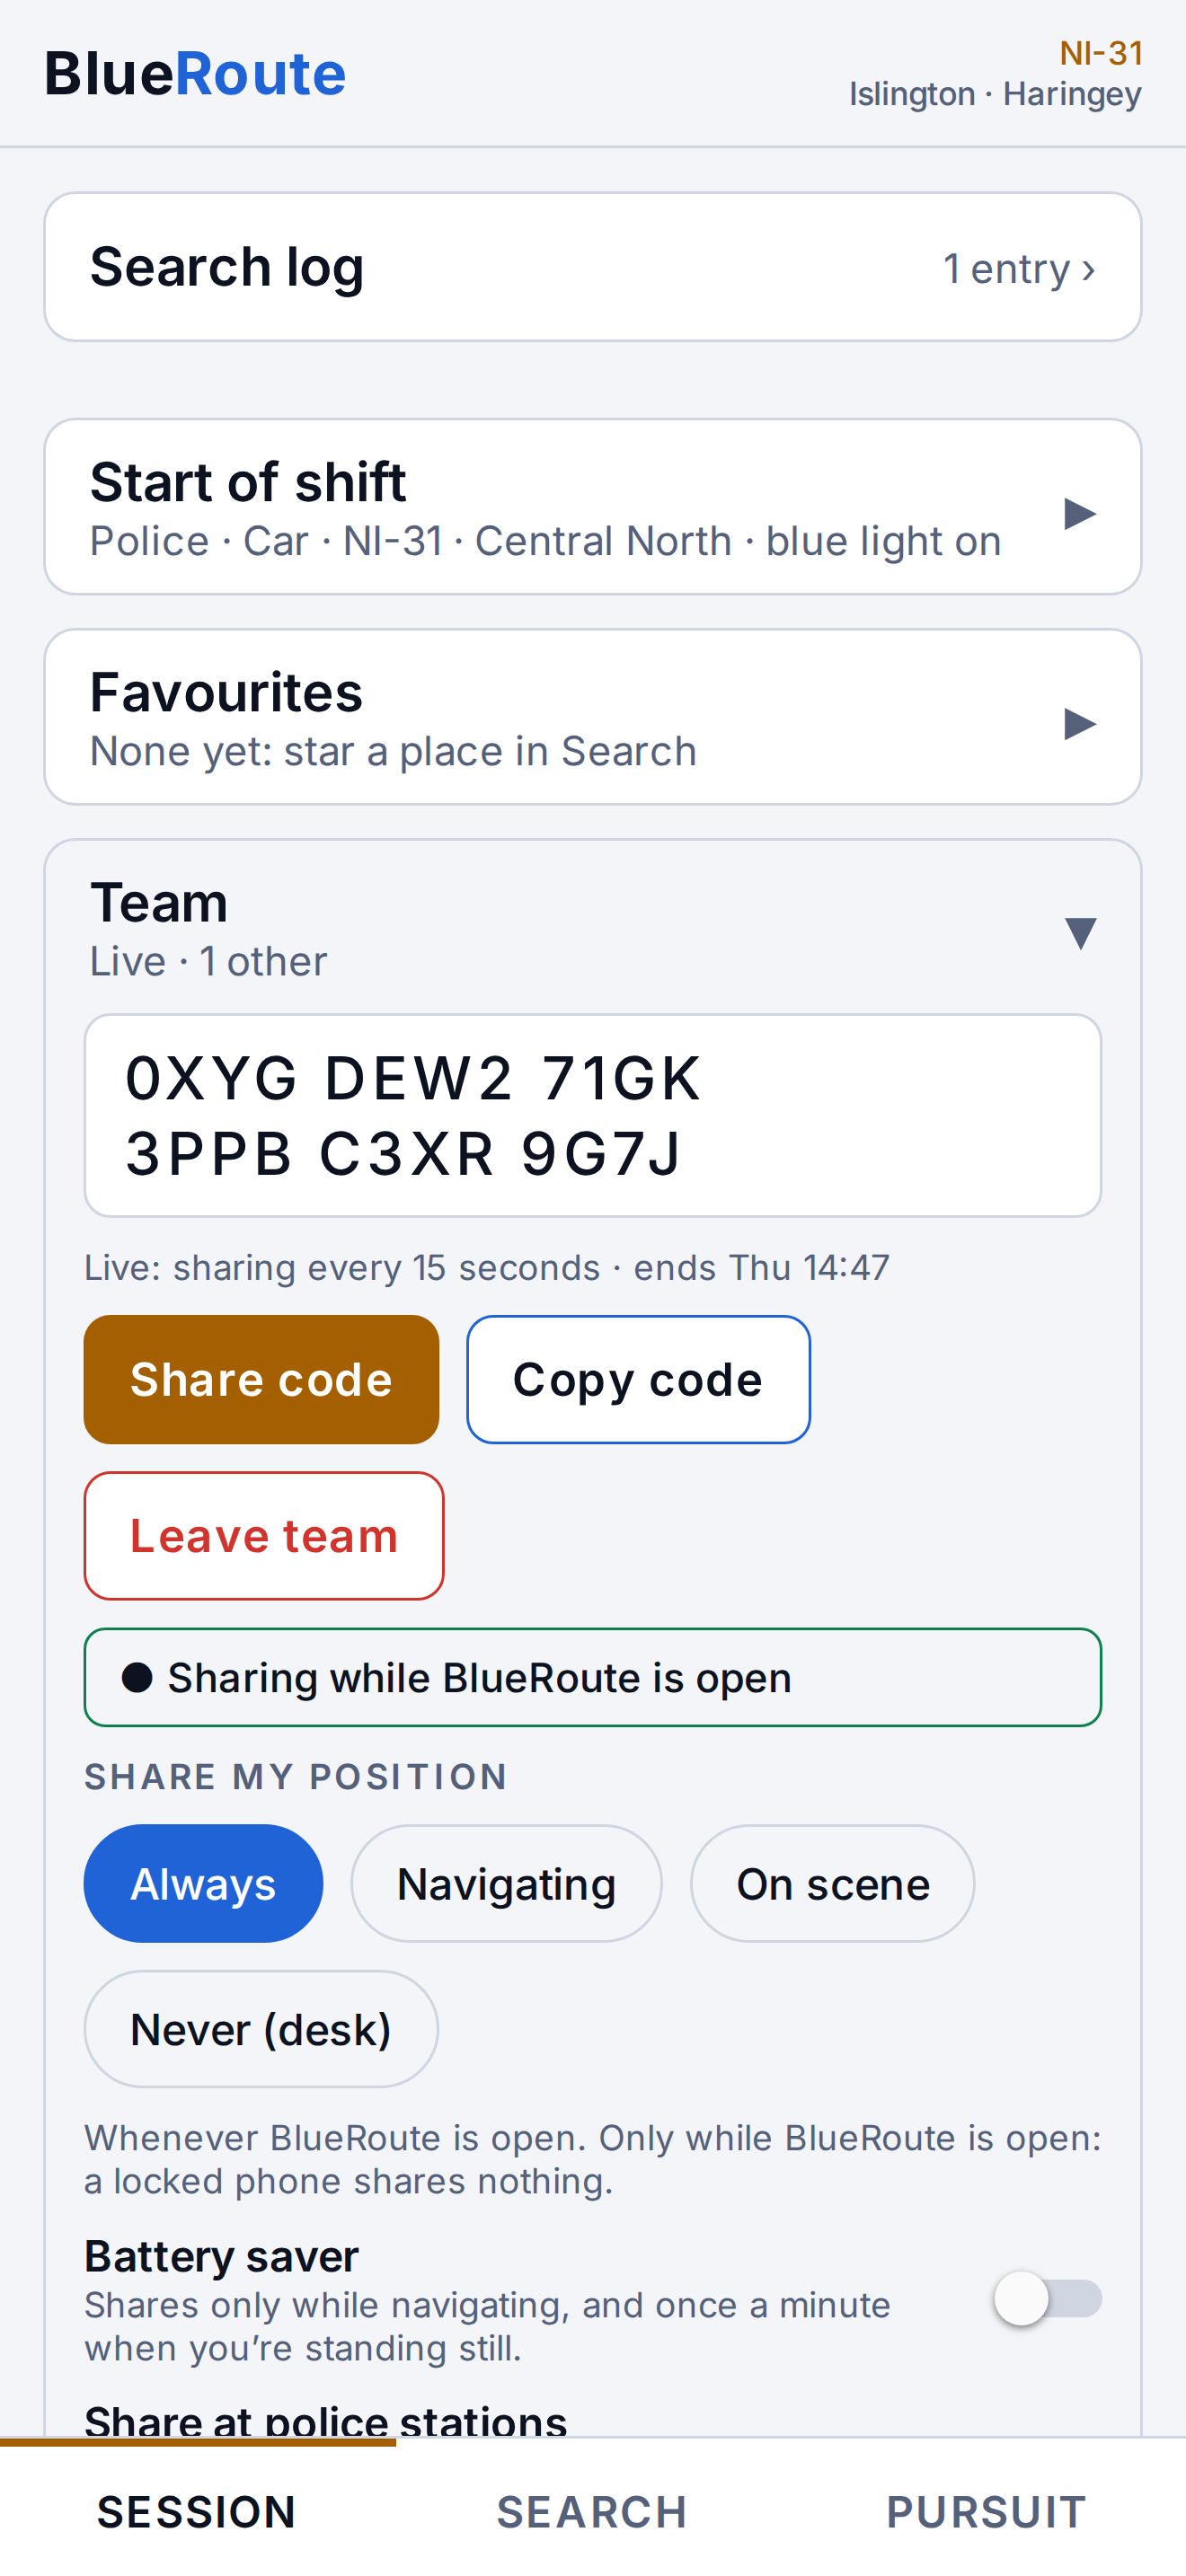 BlueRoute
NI-31
Islington · Haringey
Search log
1 entry ›
Start of shift
Police · Car · NI-31 · Central North · blue light on
Favourites
None yet: star a place in Search
Team
Live · 1 other
0XYG DEW2 71GK
3PPB C3XR 9G7J
Live: sharing every 15 seconds · ends Thu 14:47
Share code
Copy code
Leave team
● Sharing while BlueRoute is open
SHARE MY POSITION
Always
Navigating
On scene
Never (desk)
Whenever BlueRoute is open. Only while BlueRoute is open:
a locked phone shares nothing.
Battery saver
Shares only while navigating, and once a minute
when you’re standing still.
Share at police stations
SESSION
SEARCH
PURSUIT